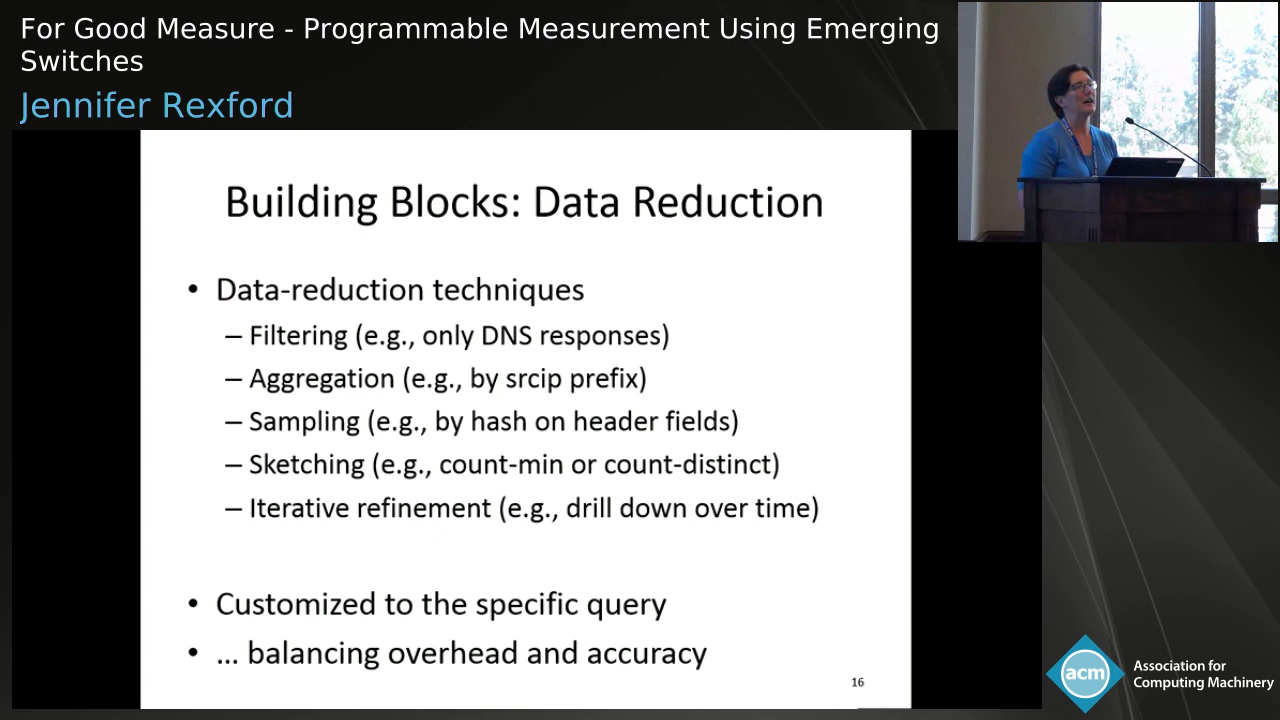 For Good Measure - Programmable Measurement Using Emerging
Switches
Jennifer Rexford
Building Blocks: Data Reduction
• Data-reduction techniques
– Filtering (e.g., only DNS responses)
– Aggregation (e.g., by srcip prefix)
– Sampling (e.g., by hash on header fields)
– Sketching (e.g., count-min or count-distinct)
– Iterative refinement (e.g., drill down over time)
• Customized to the specific query
• ... balancing overhead and accuracy
16
acm
Association for
Computing Machinery